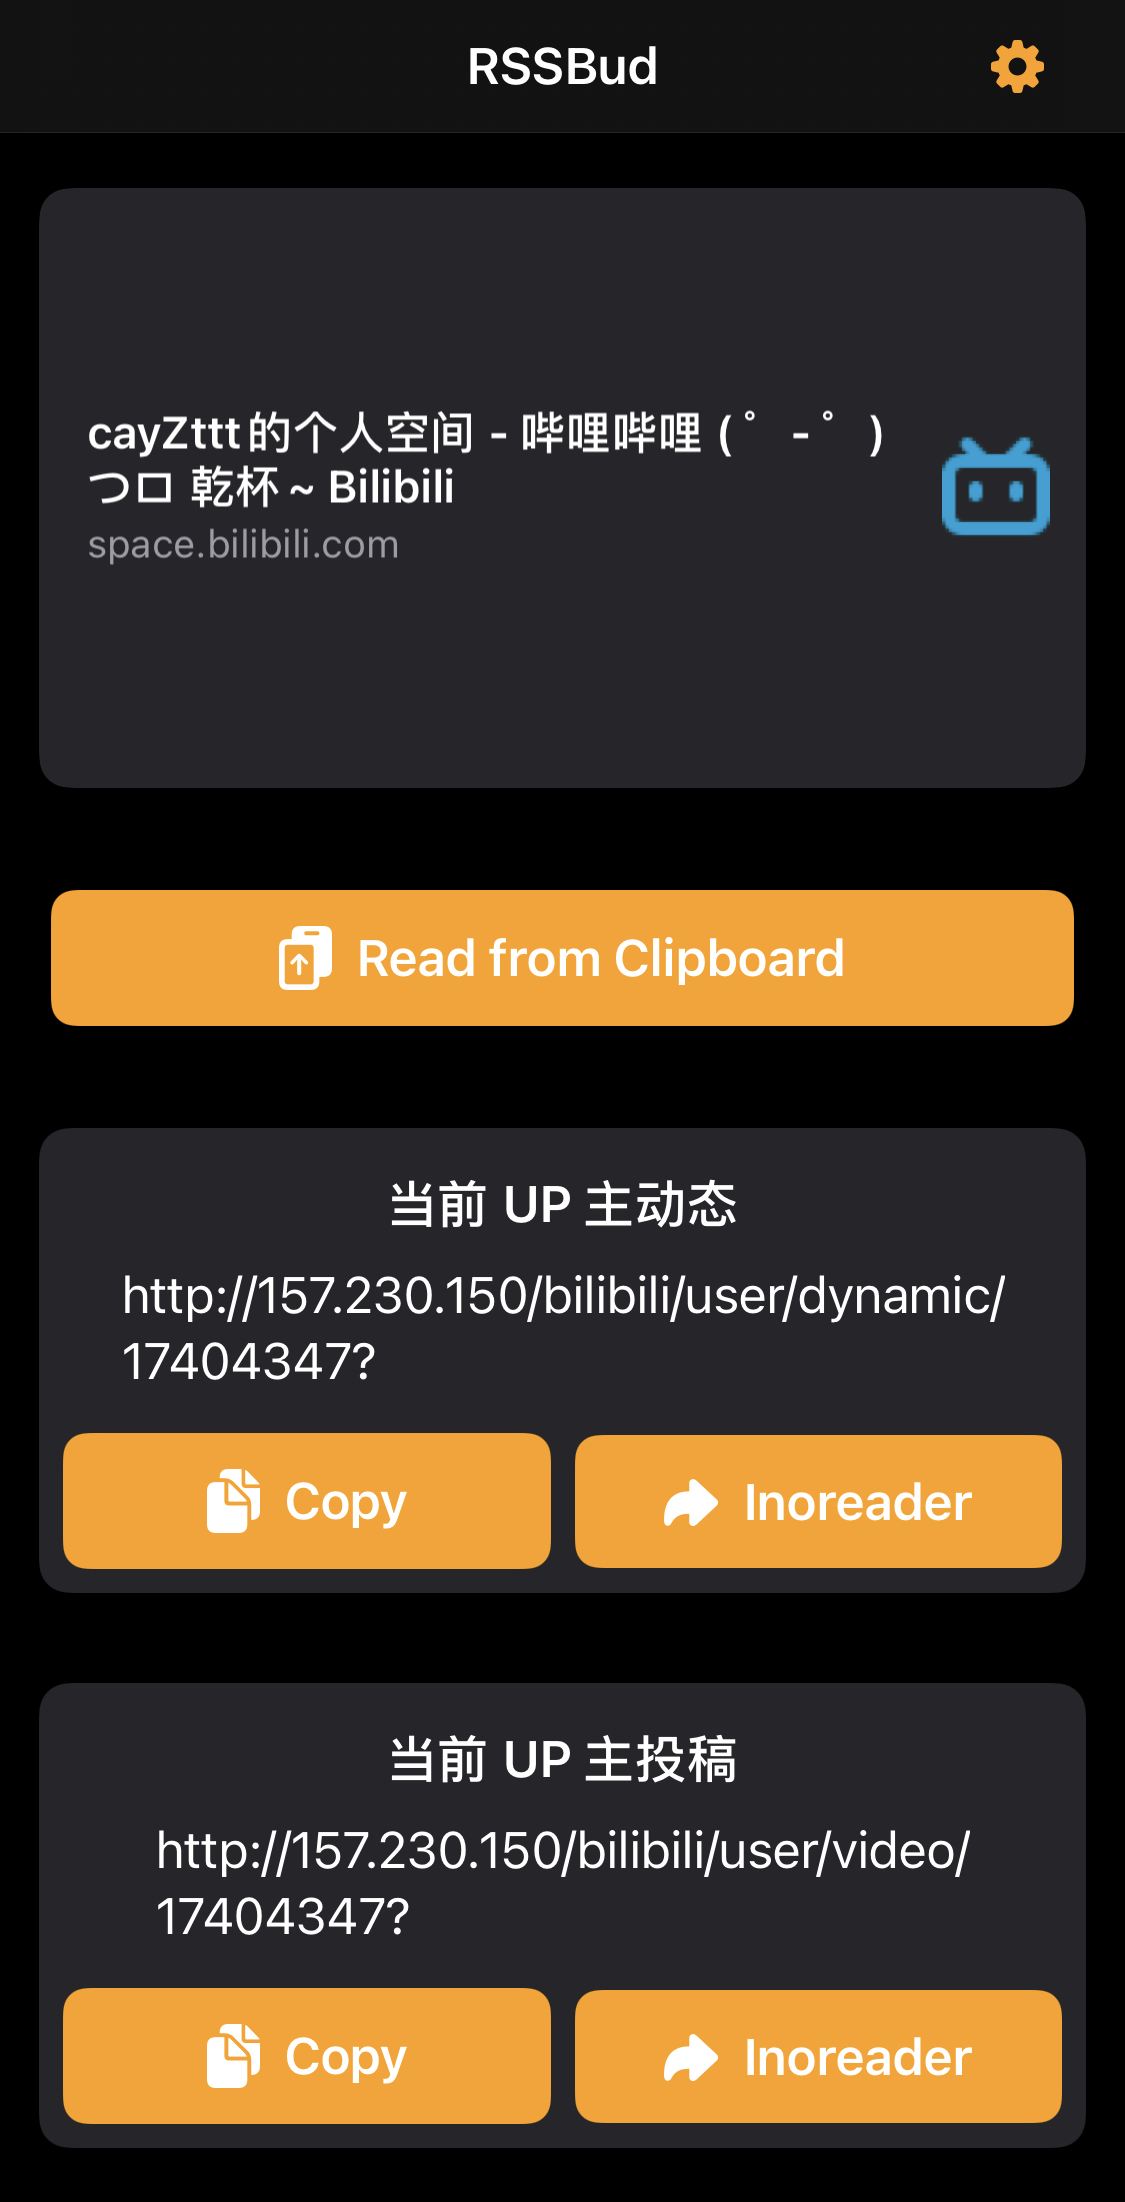 RSSBud
cayZttt的个人空间 - 哔哩哔哩 ( ゜- ゜)
つロ 乾杯 ~ Bilibili
space.bilibili.com
Read from Clipboard
当前 UP 主动态
http://157.230.150/bilibili/user/dynamic/
17404347?
Copy
Inoreader
当前 UP 主投稿
http://157.230.150/bilibili/user/video/
17404347?
Copy
Inoreader